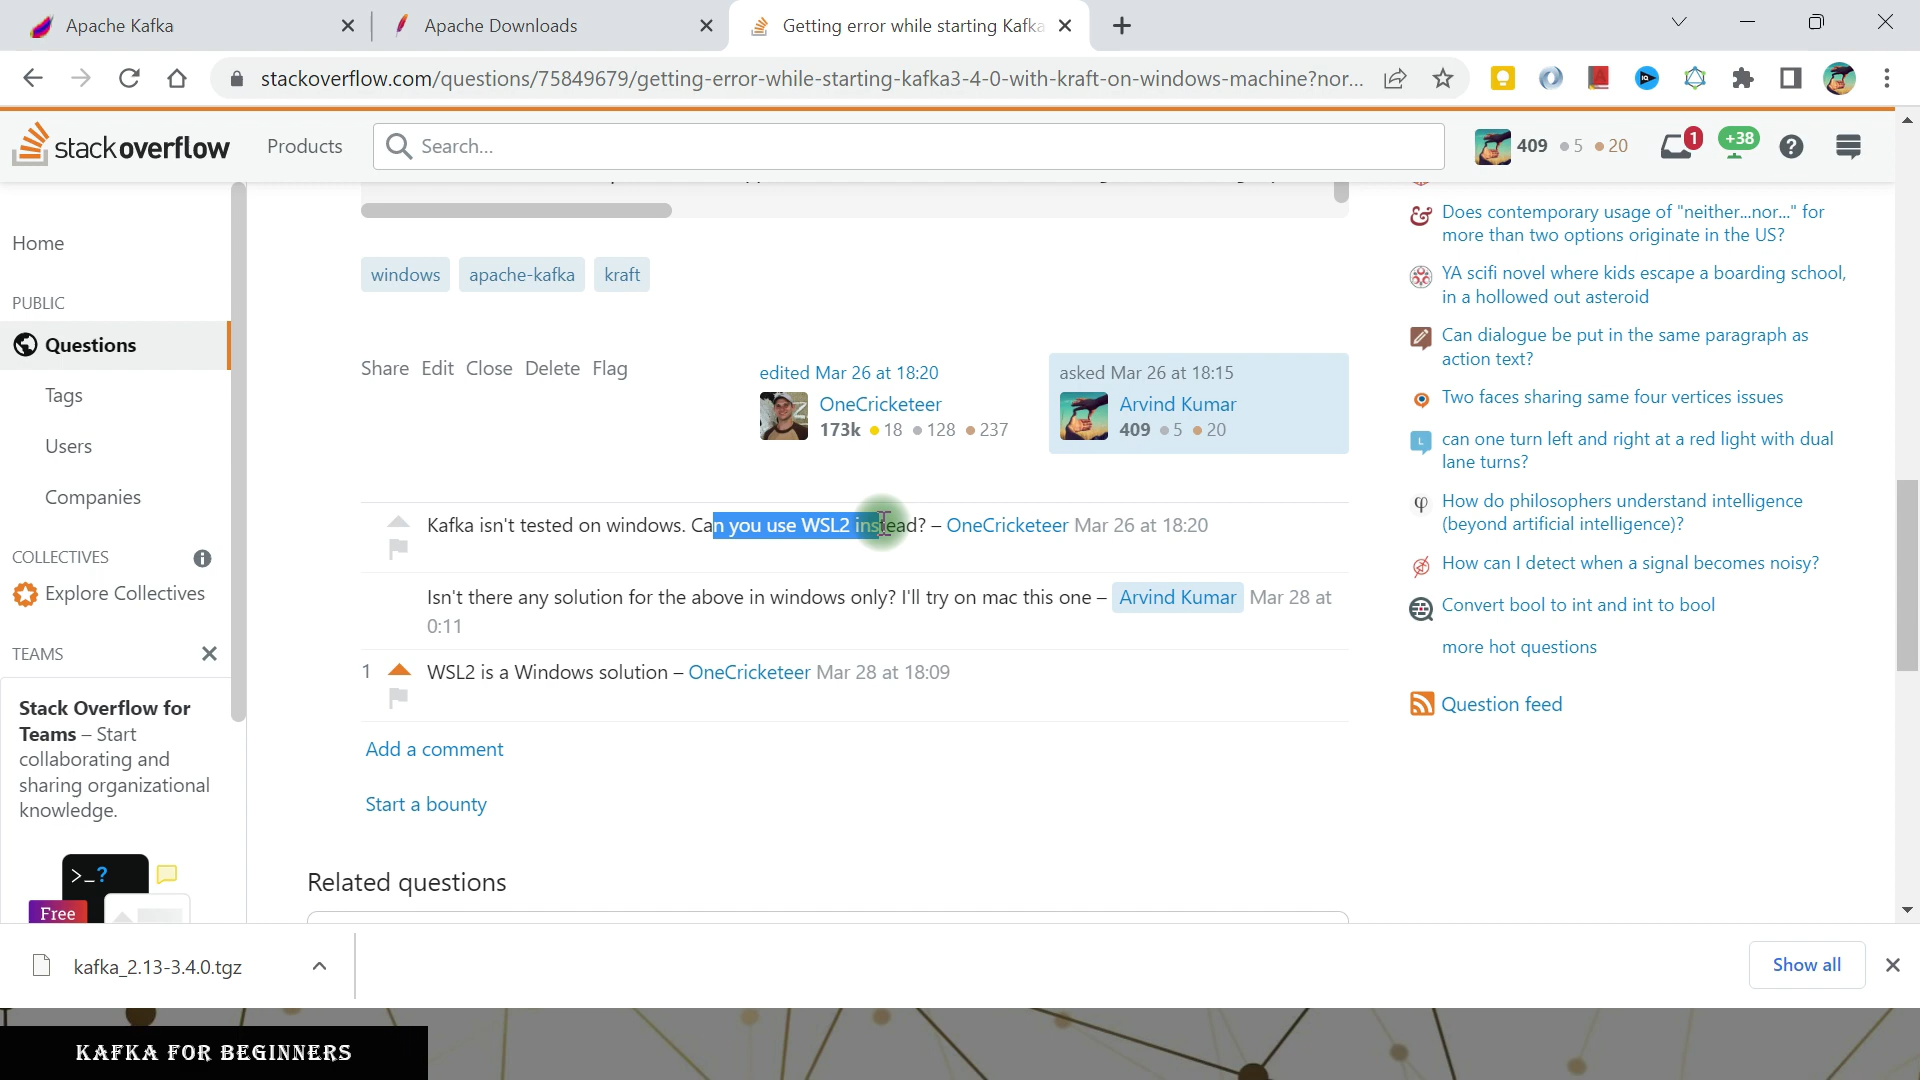 Apache Kafka
Apache Downloads
Getting error while starting Kafka
stackoverflow.com/questions/75849679/getting-error-while-starting-kafka3-4-0-with-kraft-on-windows-machine?nor...
stackoverflow
Products
Search...
409 5 20
1
+38
Home
PUBLIC
Questions
Tags
Users
Companies
COLLECTIVES
Explore Collectives
TEAMS
Stack Overflow for
Teams – Start
collaborating and
sharing organizational
knowledge.
>_?
Free
windows apache-kafka kraft
Share Edit Close Delete Flag
edited Mar 26 at 18:20
OneCricketeer
173k 18 128 237
asked Mar 26 at 18:15
Arvind Kumar
409 5 20
Kafka isn't tested on windows. Can you use WSL2 instead? – OneCricketeer Mar 26 at 18:20
Isn't there any solution for the above in windows only? I'll try on mac this one – Arvind Kumar Mar 28 at
0:11
1 WSL2 is a Windows solution – OneCricketeer Mar 28 at 18:09
Add a comment
Start a bounty
Related questions
Does contemporary usage of "neither...nor..." for
more than two options originate in the US?
YA scifi novel where kids escape a boarding school,
in a hollowed out asteroid
Can dialogue be put in the same paragraph as
action text?
Two faces sharing same four vertices issues
can one turn left and right at a red light with dual
lane turns?
How do philosophers understand intelligence
(beyond artificial intelligence)?
How can I detect when a signal becomes noisy?
Convert bool to int and int to bool
more hot questions
Question feed
kafka_2.13-3.4.0.tgz
Show all
KAFKA FOR BEGINNERS